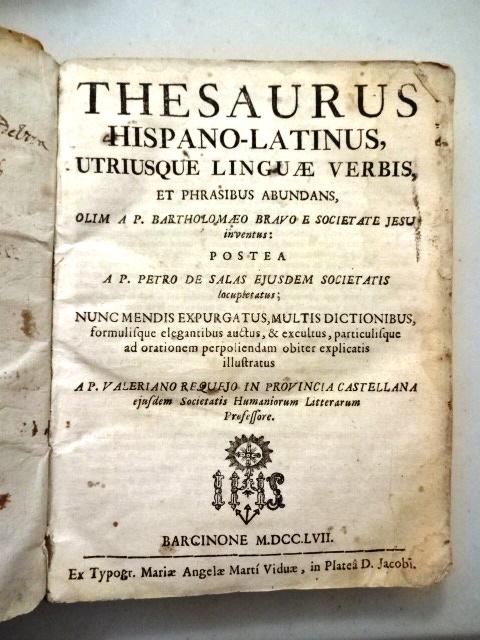 THESAURUS
HISPANO-LATINUS,
UTRIUSQUE LINGUÆ VERBIS,
ET PHRASIBUS ABUNDANS,
OLIM A P. BARTHOLOMÆO BRAVO E SOCIETATE JESU
inventus:
POSTEA
A P. PETRO DE SALAS EJUSDEM SOCIETATIS
locupletatus;
NUNC MENDIS EXPURGATUS, MULTIS DICTIONIBUS,
formulisque elegantibus auctus, & excultus, particulisque
ad orationem perpoliendam obiter explicatis
illustratus
A P. VALERIANO REQUEJO IN PROVINCIA CASTELLANA
ejusdem Societatis Humaniorum Litterarum
Professore.
IHS
BARCINONE M.DCC.LVII.
Ex Typogr. Mariæ Angelæ Martí Viduæ, in Plateâ D. Jacobi.